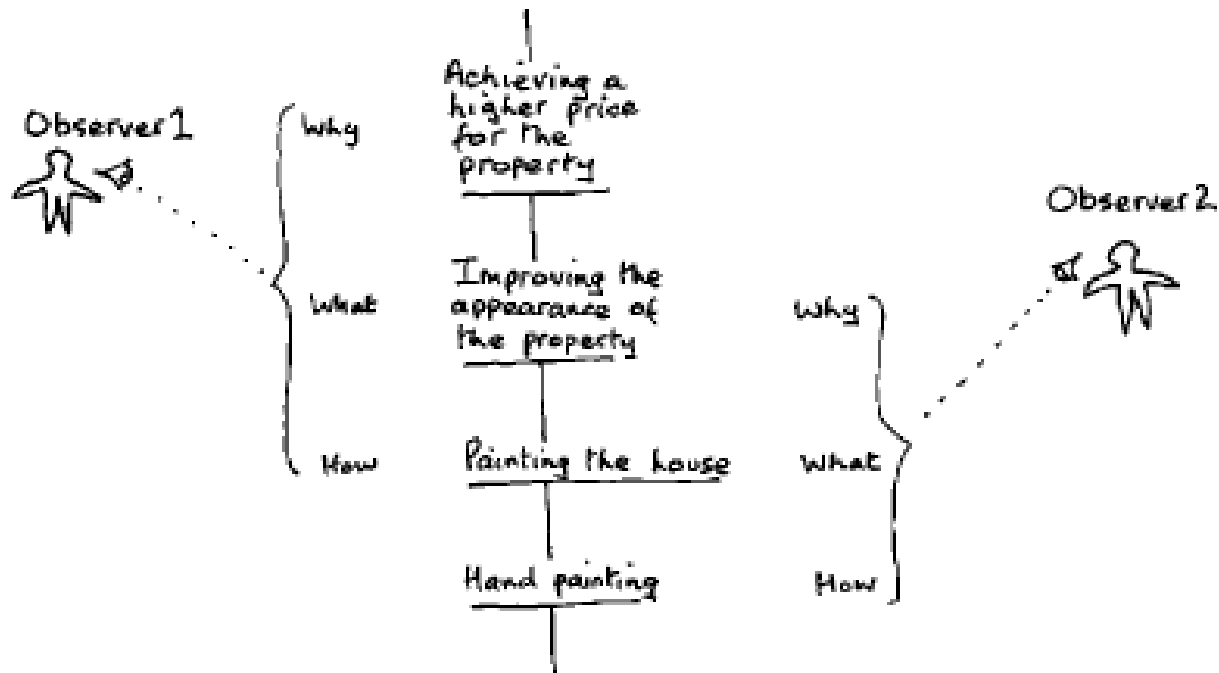 Observer 1
Why
What
How
Achieving a
higher price
for the
property
Improving the
appearance of
the property
Painting the house
Hand painting
Observer 2
Why
What
How